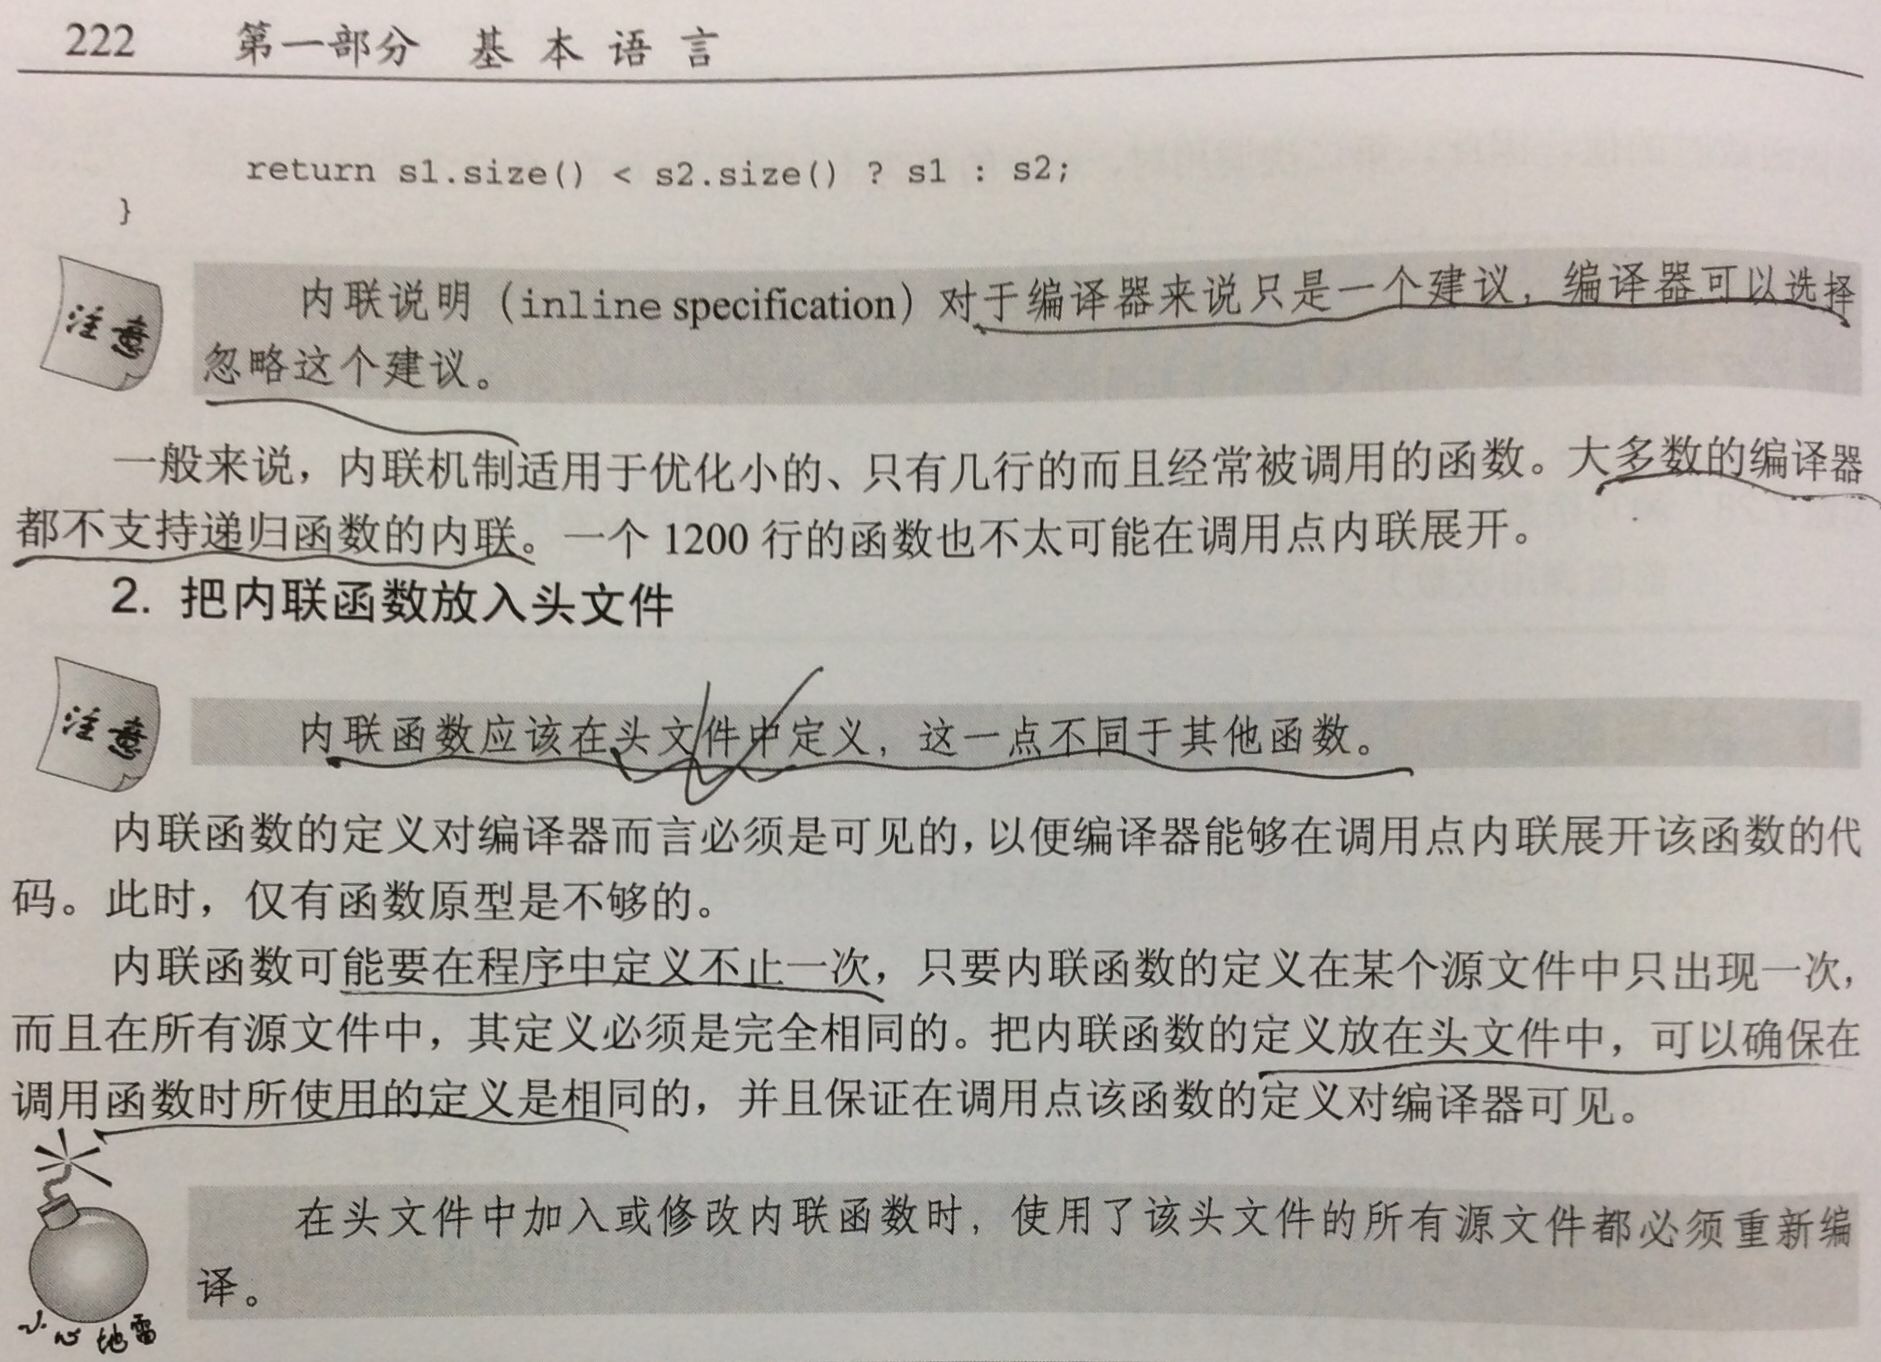 222 第一部分 基本语言
return s1.size() < s2.size() ? s1 : s2;
}
注意
内联说明（inline specification）对于编译器来说只是一个建议，编译器可以选择
忽略这个建议。
一般来说，内联机制适用于优化小的、只有几行的而且经常被调用的函数。大多数的编译器
都不支持递归函数的内联。一个 1200 行的函数也不太可能在调用点内联展开。
2. 把内联函数放入头文件
注意
内联函数应该在头文件中定义，这一点不同于其他函数。
内联函数的定义对编译器而言必须是可见的，以便编译器能够在调用点内联展开该函数的代
码。此时，仅有函数原型是不够的。
内联函数可能要在程序中定义不止一次，只要内联函数的定义在某个源文件中只出现一次，
而且在所有源文件中，其定义必须是完全相同的。把内联函数的定义放在头文件中，可以确保在
调用函数时所使用的定义是相同的，并且保证在调用点该函数的定义对编译器可见。
在头文件中加入或修改内联函数时，使用了该头文件的所有源文件都必须重新编
译。
小心地雷